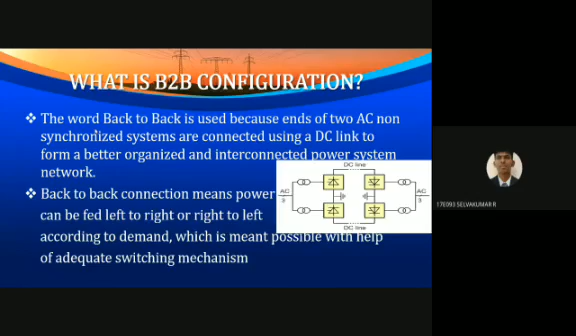 WHAT IS B2B CONFIGURATION?
❖ The word Back to Back is used because ends of two AC non
synchronized systems are connected using a DC link to
form a better organized and interconnected power system
network.
❖ Back to back connection means power
can be fed left to right or right to left
according to demand, which is meant possible with help
of adequate switching mechanism
DC line
AC
3
AC
3
DC line
170393 SELVAKUMAR R